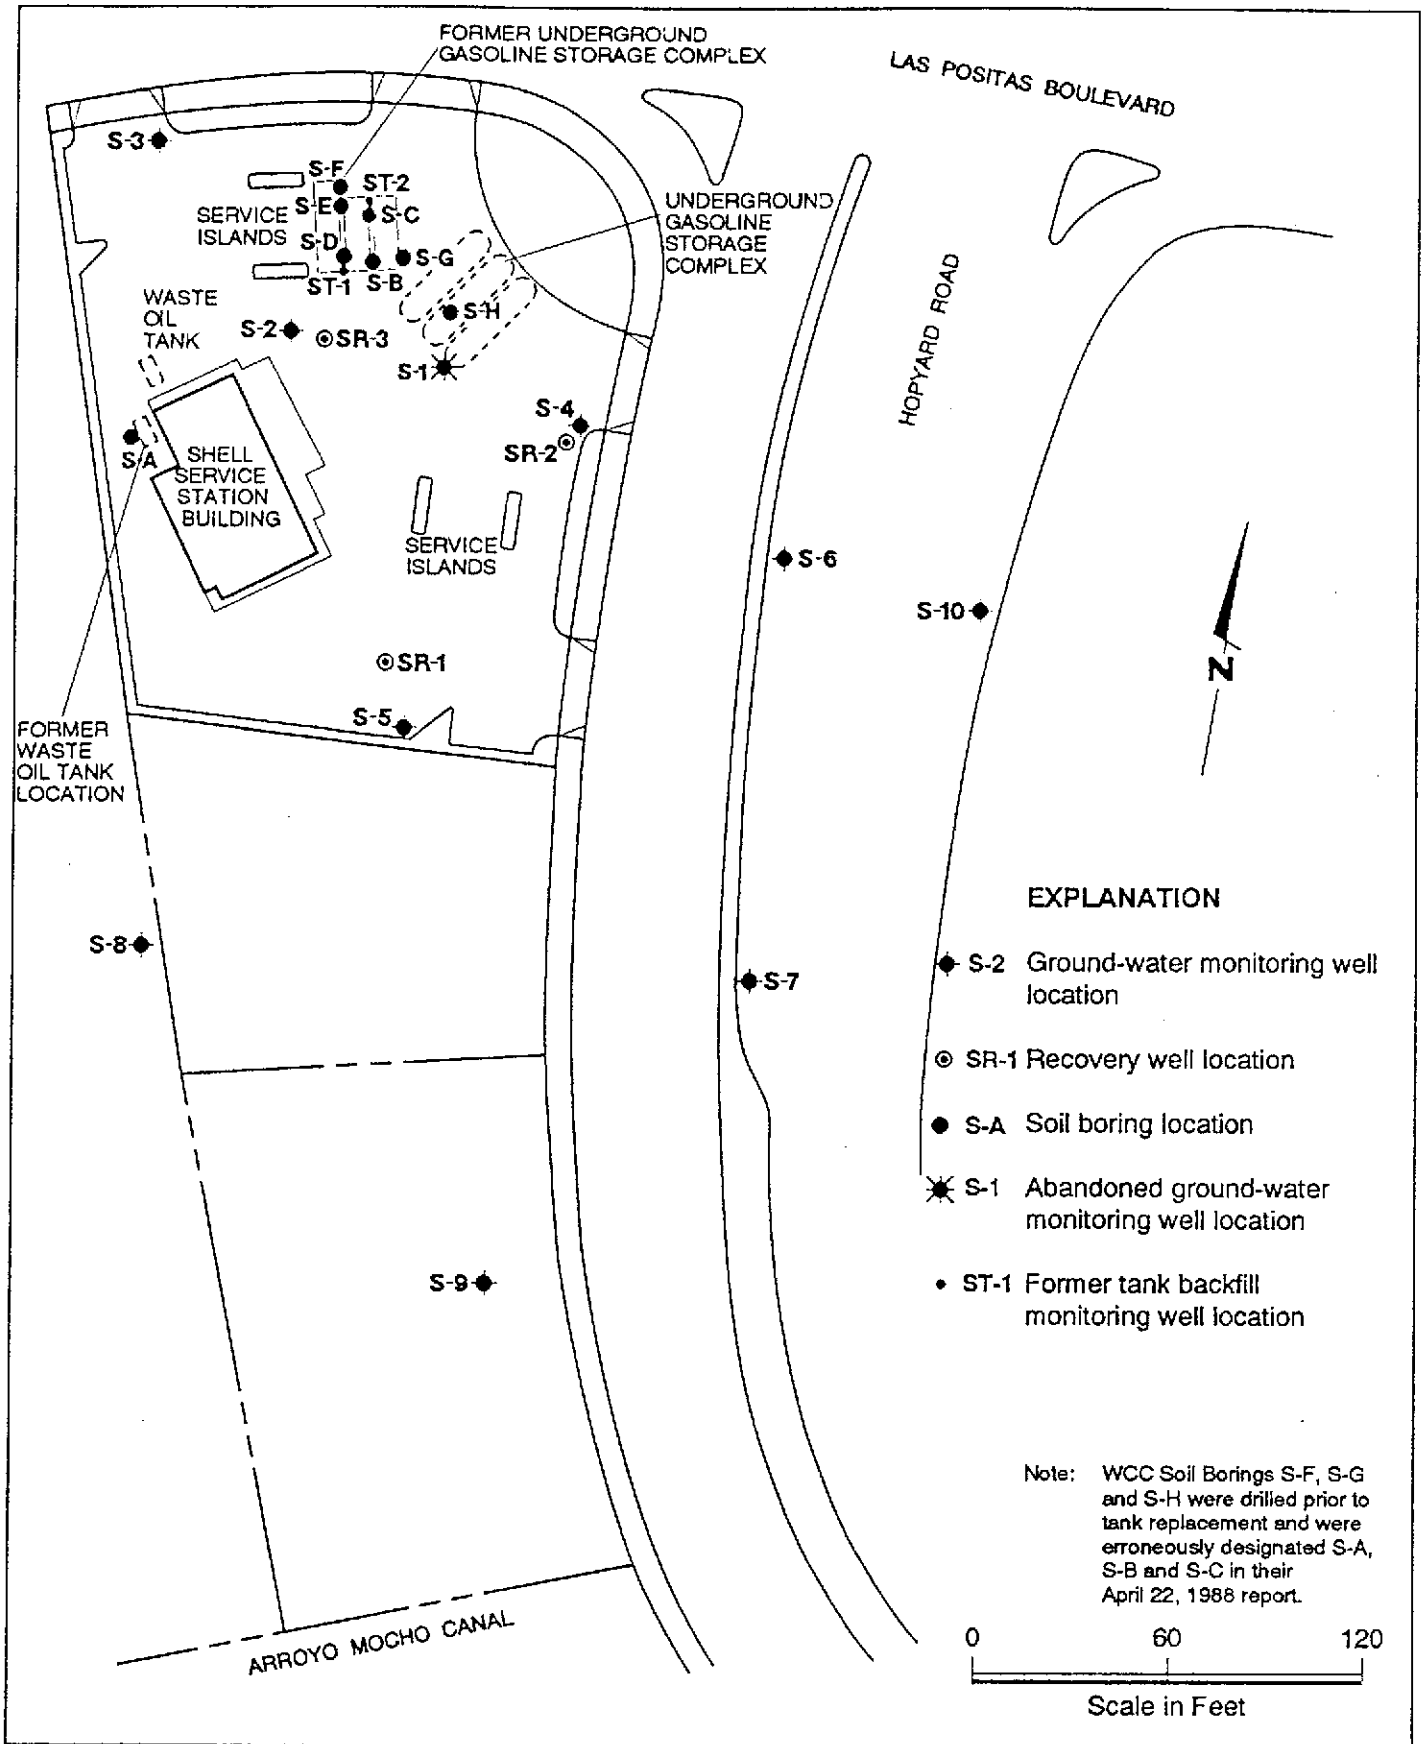 FORMER UNDERGROUND
GASOLINE STORAGE COMPLEX
LAS POSITAS BOULEVARD
S-3
S-F
ST-2
S-E
S-C
SERVICE
ISLANDS
S-D
S-G
ST-1
S-B
UNDERGROUND
GASOLINE
STORAGE
COMPLEX
HOPYARD ROAD
WASTE
OIL
TANK
S-2
SR-3
S-H
S-1
S-4
SR-2
S-A
SHELL
SERVICE
STATION
BUILDING
SERVICE
ISLANDS
S-6
S-10
N
SR-1
S-5
FORMER
WASTE
OIL TANK
LOCATION
S-8
S-7
S-9
ARROYO MOCHO CANAL
EXPLANATION
S-2 Ground-water monitoring well
location
SR-1 Recovery well location
S-A Soil boring location
S-1 Abandoned ground-water
monitoring well location
ST-1 Former tank backfill
monitoring well location
Note: WCC Soil Borings S-F, S-G
and S-H were drilled prior to
tank replacement and were
erroneously designated S-A,
S-B and S-C in their
April 22, 1988 report.
0 60 120
Scale in Feet